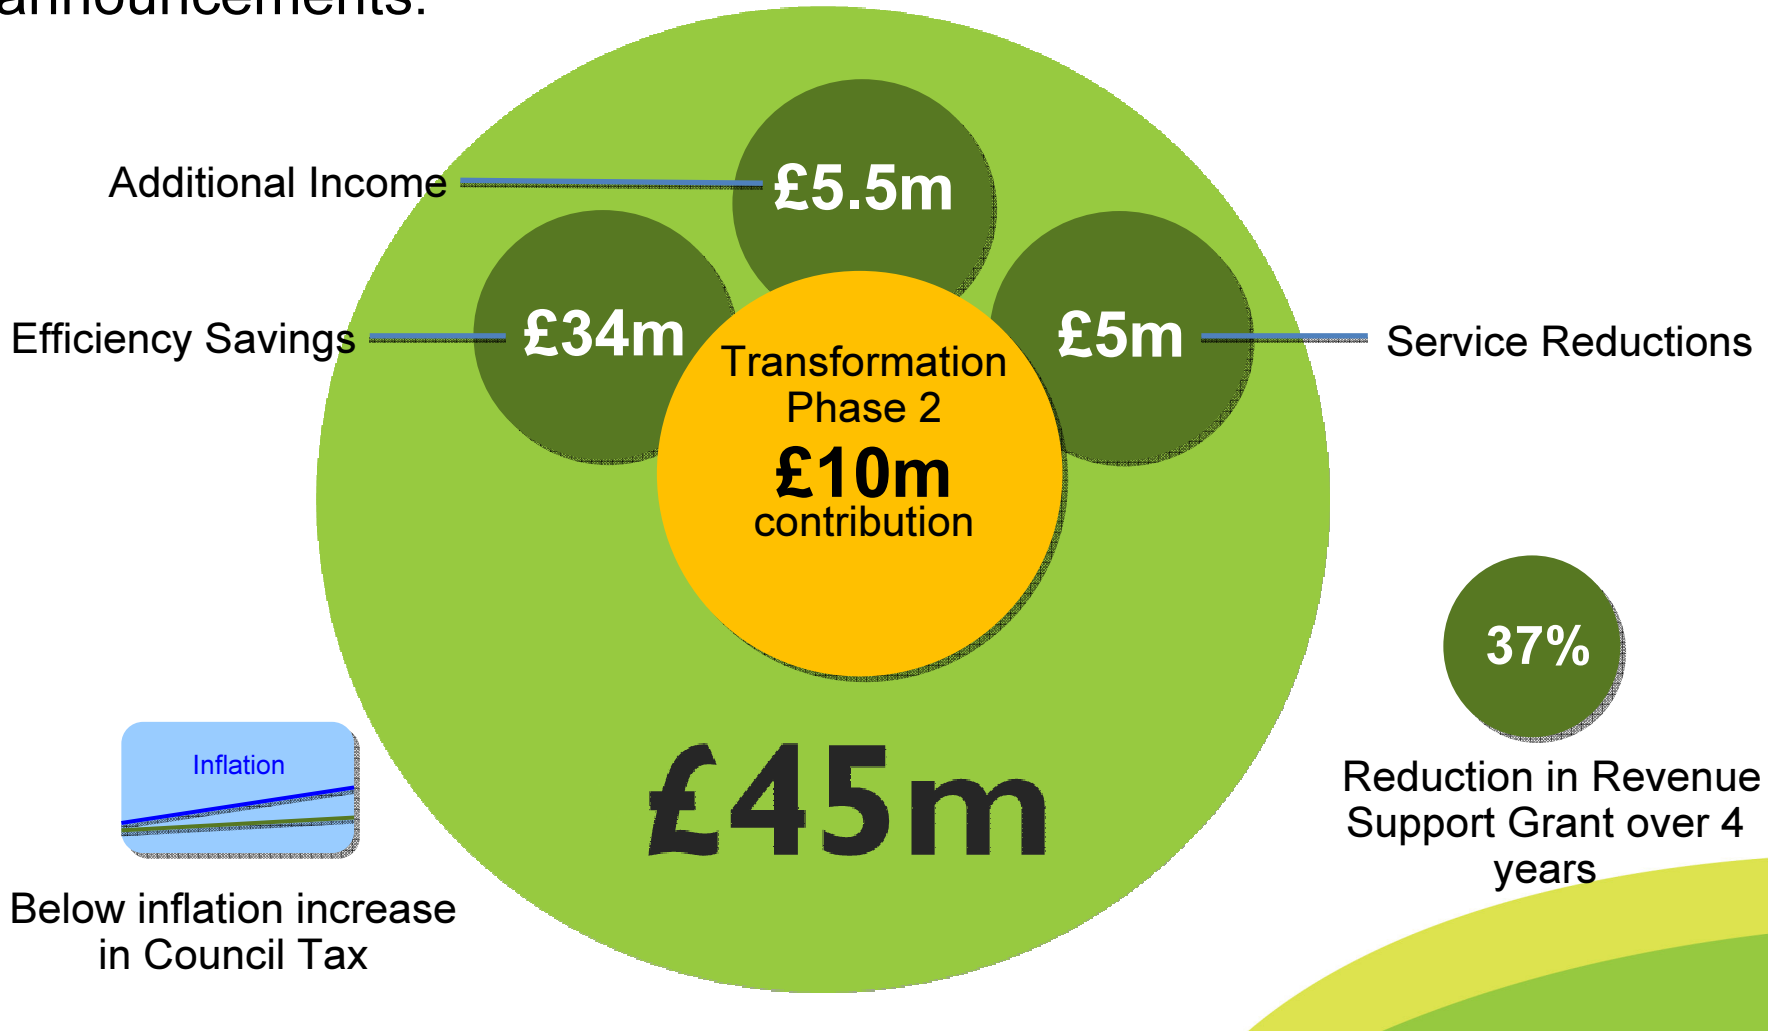 announcements:
Additional Income
£5.5m
Efficiency Savings
£34m
£5m
Service Reductions
Transformation
Phase 2
£10m
contribution
£45m
37%
Reduction in Revenue
Support Grant over 4
years
Inflation
Below inflation increase
in Council Tax